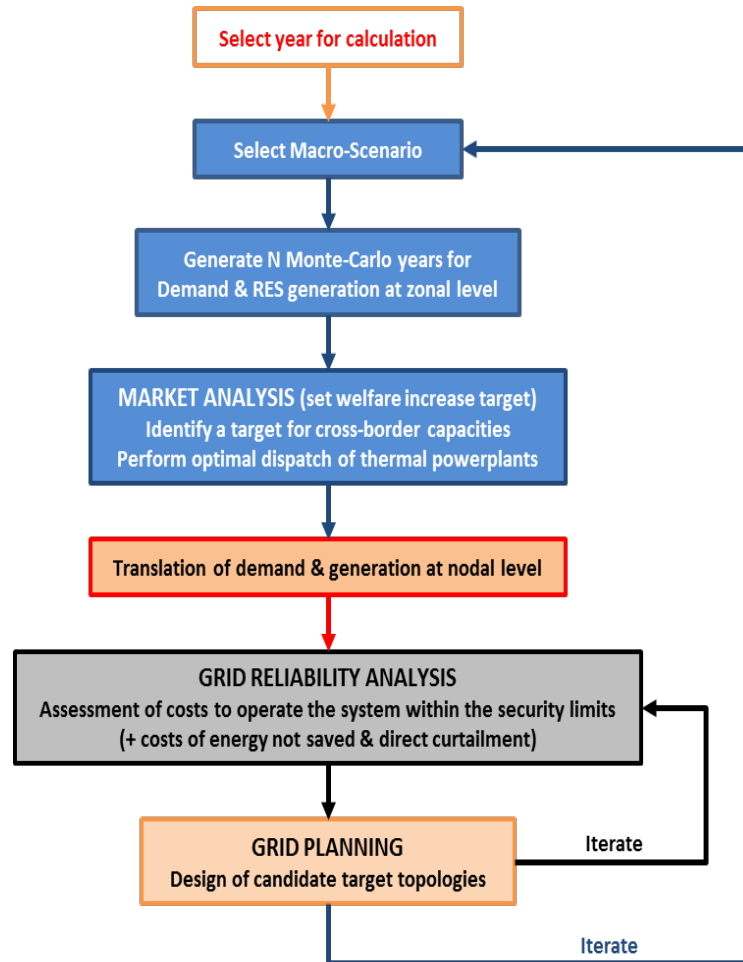 Select year for calculation
Select Macro-Scenario
Generate N Monte-Carlo years for
Demand & RES generation at zonal level
MARKET ANALYSIS (set welfare increase target)
Identify a target for cross-border capacities
Perform optimal dispatch of thermal powerplants
Translation of demand & generation at nodal level
GRID RELIABILITY ANALYSIS
Assessment of costs to operate the system within the security limits
(+ costs of energy not saved & direct curtailment)
GRID PLANNING
Design of candidate target topologies
Iterate
Iterate